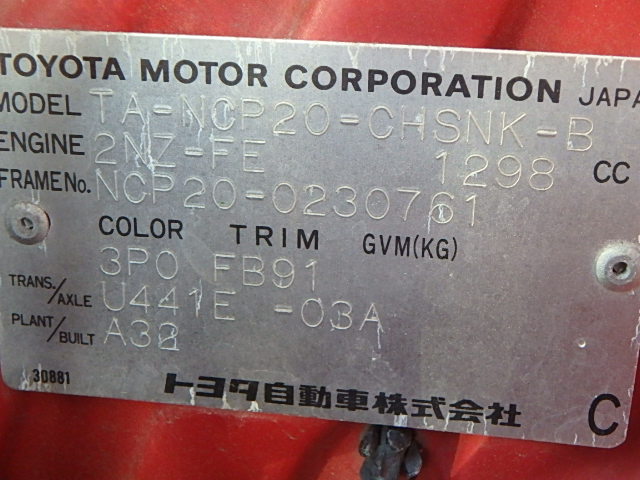 TOYOTA MOTOR CORPORATION JAPA
MODEL TA-NCP20-CHSNK-B
ENGINE 2NZ-FE 1298 CC
FRAME No. NCP20-0230761
COLOR TRIM GVM(KG)
3P0 FB91
TRANS./AXLE U441E -03A
PLANT/BUILT A32
30881 トヨタ自動車株式会社 C